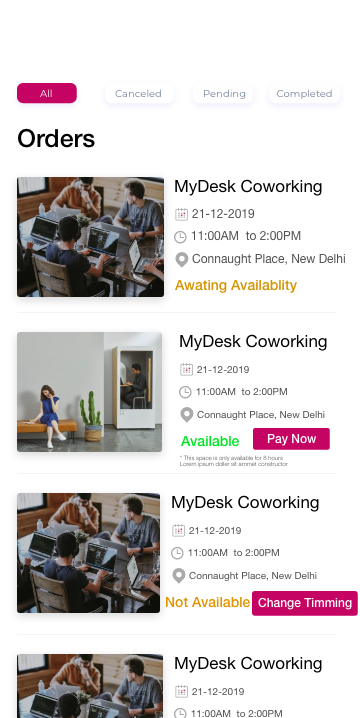 All
Canceled
Pending
Completed
Orders
MyDesk Coworking
21-12-2019
11:00AM to 2:00PM
Connaught Place, New Delhi
Awating Availablity
MyDesk Coworking
21-12-2019
11:00AM to 2:00PM
Connaught Place, New Delhi
Available
Pay Now
* This space is only available for 8 hours
Lorem ipsum doller sit ammet constructor
MyDesk Coworking
21-12-2019
11:00AM to 2:00PM
Connaught Place, New Delhi
Not Available
Change Timming
MyDesk Coworking
21-12-2019
11:00AM to 2:00PM